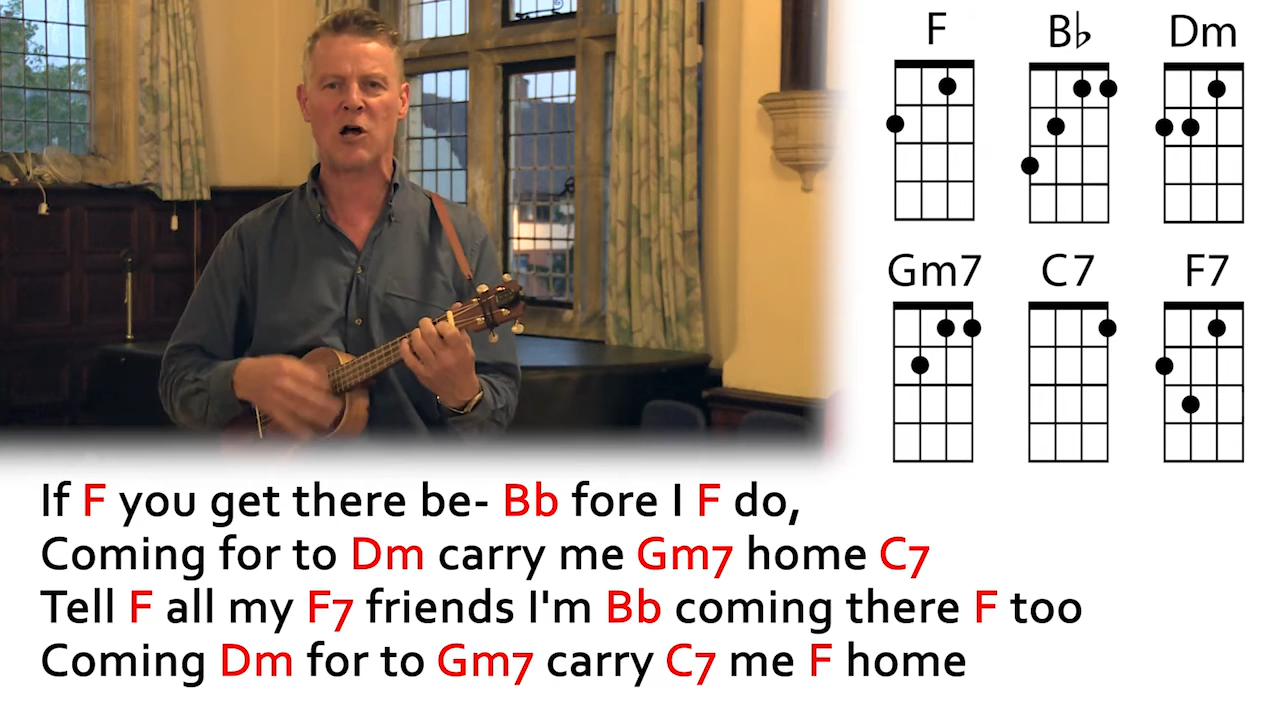 F B♭ Dm
Gm7 C7 F7
If F you get there be- Bb fore I F do,
Coming for to Dm carry me Gm7 home C7
Tell F all my F7 friends I'm Bb coming there F too
Coming Dm for to Gm7 carry C7 me F home